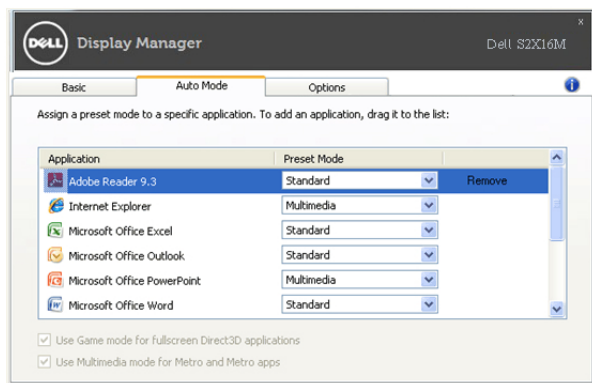 x
DELL Display Manager Dell S2X16M
Basic Auto Mode Options i
Assign a preset mode to a specific application. To add an application, drag it to the list:
Application Preset Mode
Adobe Reader 9.3 Standard Remove
Internet Explorer Multimedia
Microsoft Office Excel Standard
Microsoft Office Outlook Standard
Microsoft Office PowerPoint Multimedia
Microsoft Office Word Standard
Use Game mode for fullscreen Direct3D applications
Use Multimedia mode for Metro and Metro apps